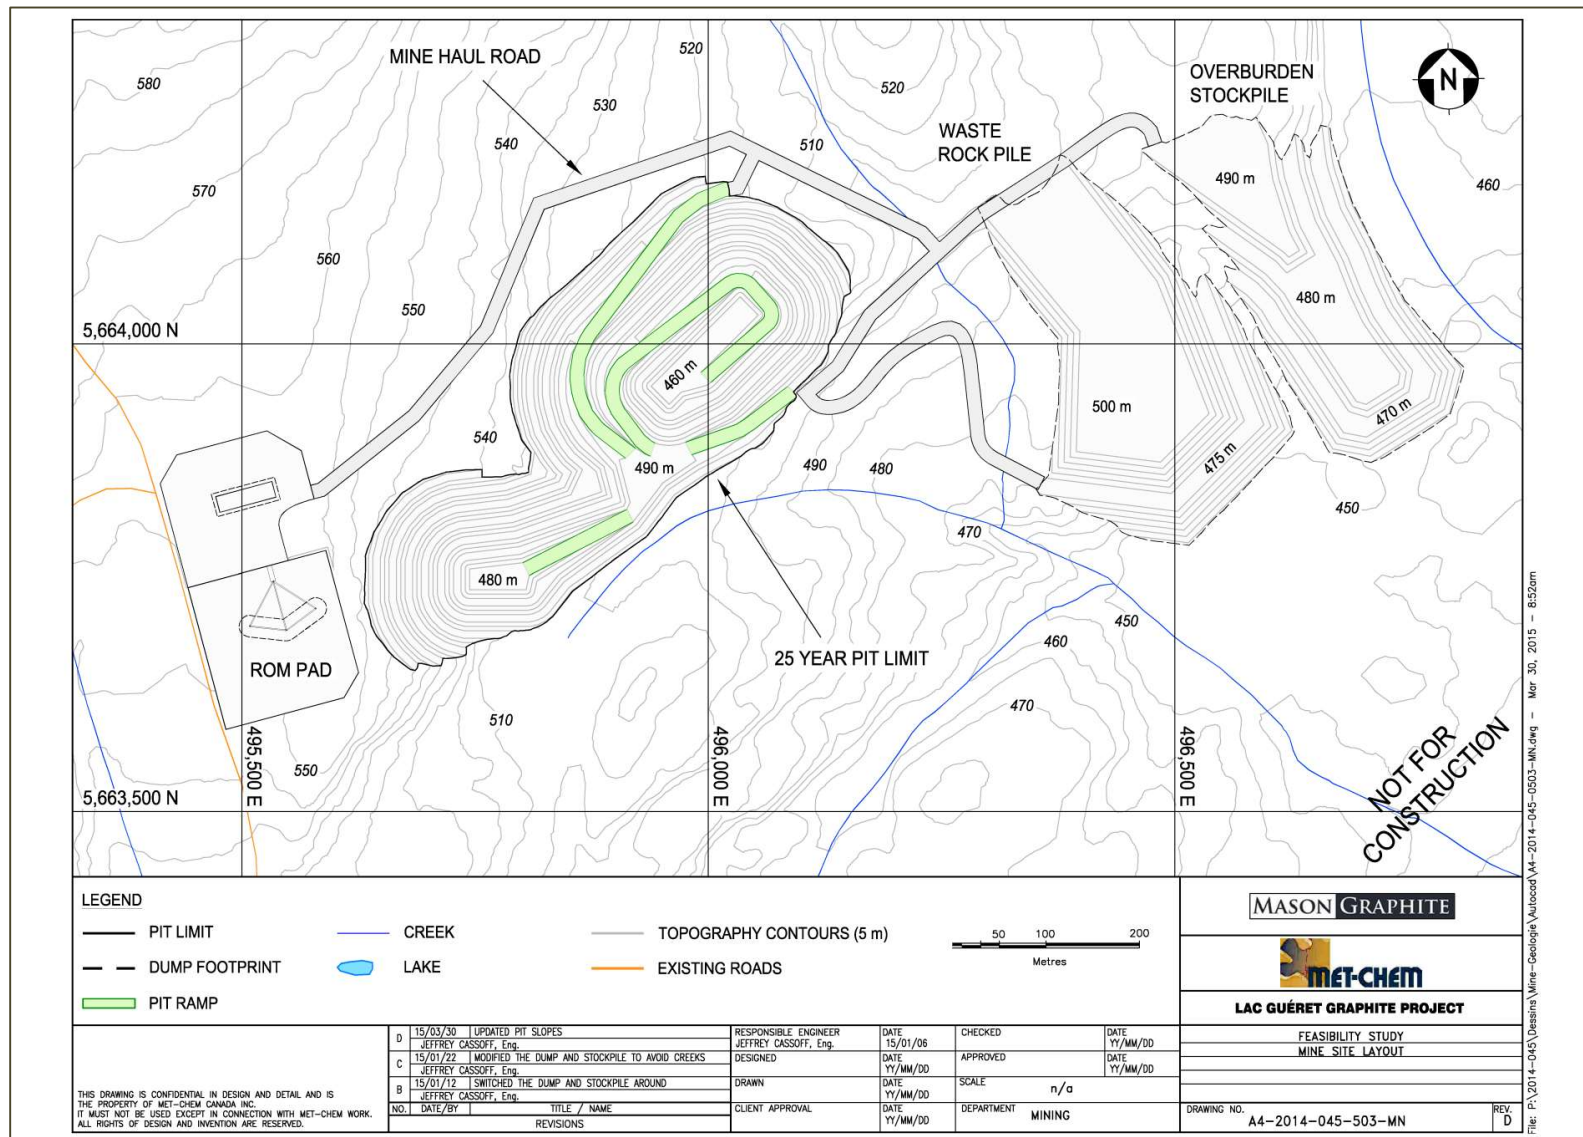 MINE HAUL ROAD
520
580
530
520
OVERBURDEN
STOCKPILE
N
540
510
WASTE
ROCK PILE
570
490 m
460
560
550
480 m
5,664,000 N
460 m
500 m
470 m
540
490 m
490
480
475 m
450
470
480 m
450
460
ROM PAD
25 YEAR PIT LIMIT
510
470
550
495,500 E
496,000 E
496,500 E
5,663,500 N
NOT FOR
CONSTRUCTION
LEGEND
PIT LIMIT
CREEK
TOPOGRAPHY CONTOURS (5 m)
DUMP FOOTPRINT
LAKE
EXISTING ROADS
PIT RAMP
50 100 200
Metres
MASON GRAPHITE
MET-CHEM
LAC GUÉRET GRAPHITE PROJECT
FEASIBILITY STUDY
MINE SITE LAYOUT
DRAWING NO.
A4-2014-045-503-MN
REV.
D
THIS DRAWING IS CONFIDENTIAL IN DESIGN AND DETAIL AND IS
THE PROPERTY OF MET-CHEM CANADA INC.
IT MUST NOT BE USED EXCEPT IN CONNECTION WITH MET-CHEM WORK.
ALL RIGHTS OF DESIGN AND INVENTION ARE RESERVED.
D 15/03/30 UPDATED PIT SLOPES
JEFFREY CASSOFF, Eng.
C 15/01/22 MODIFIED THE DUMP AND STOCKPILE TO AVOID CREEKS
JEFFREY CASSOFF, Eng.
B 15/01/12 SWITCHED THE DUMP AND STOCKPILE AROUND
JEFFREY CASSOFF, Eng.
NO. DATE/BY TITLE / NAME
REVISIONS
RESPONSIBLE ENGINEER
JEFFREY CASSOFF, Eng.
DATE
15/01/06
CHECKED
DATE
YY/MM/DD
DESIGNED
DATE
YY/MM/DD
APPROVED
DATE
YY/MM/DD
DRAWN
DATE
YY/MM/DD
SCALE
n/a
CLIENT APPROVAL
DATE
YY/MM/DD
DEPARTMENT
MINING
File: P:\2014-045\Dessins\Mine-Geologie\Autocad\A4-2014-045-0503-MN.dwg - Mar 30, 2015 - 8:52am